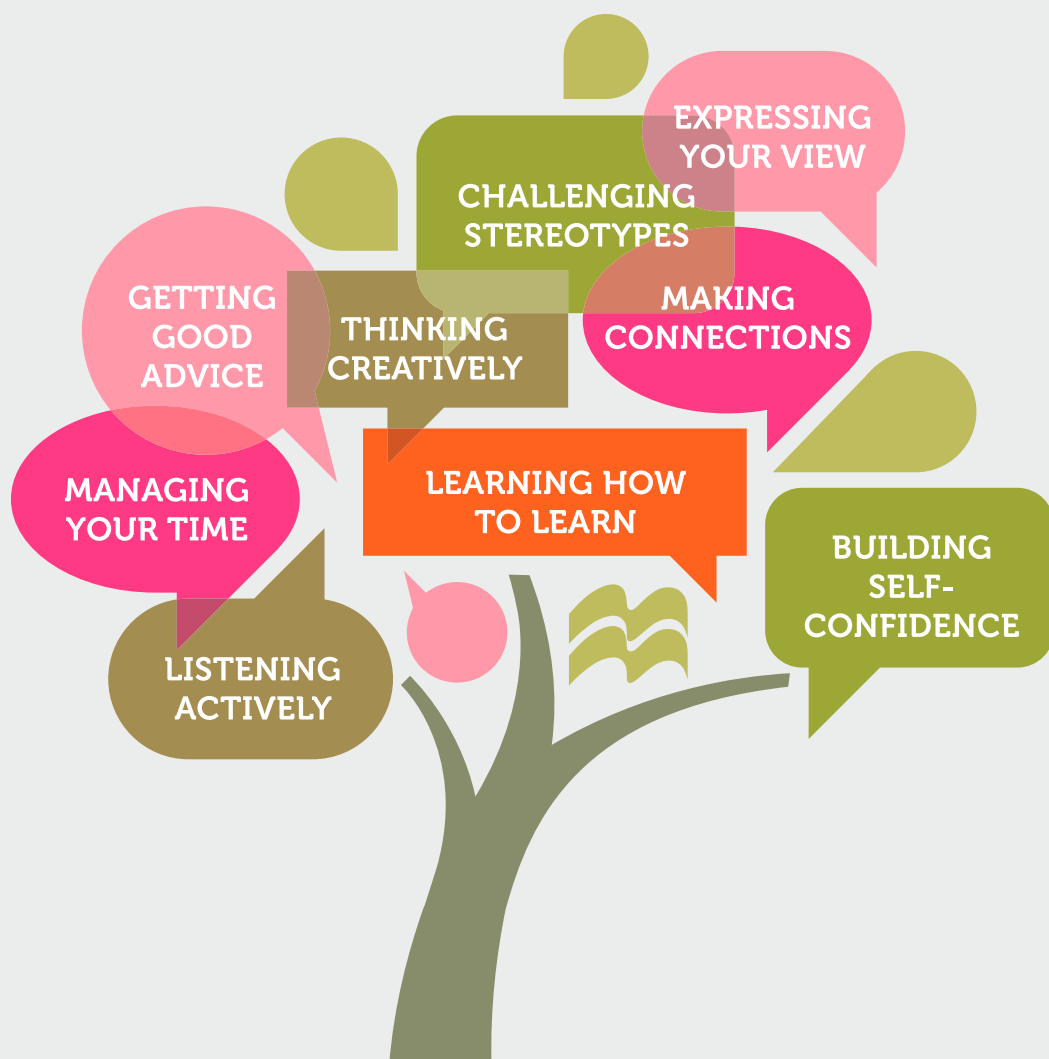 EXPRESSING
YOUR VIEW
CHALLENGING
STEREOTYPES
GETTING
GOOD
ADVICE
THINKING
CREATIVELY
MAKING
CONNECTIONS
MANAGING
YOUR TIME
LEARNING HOW
TO LEARN
BUILDING
SELF-
CONFIDENCE
LISTENING
ACTIVELY